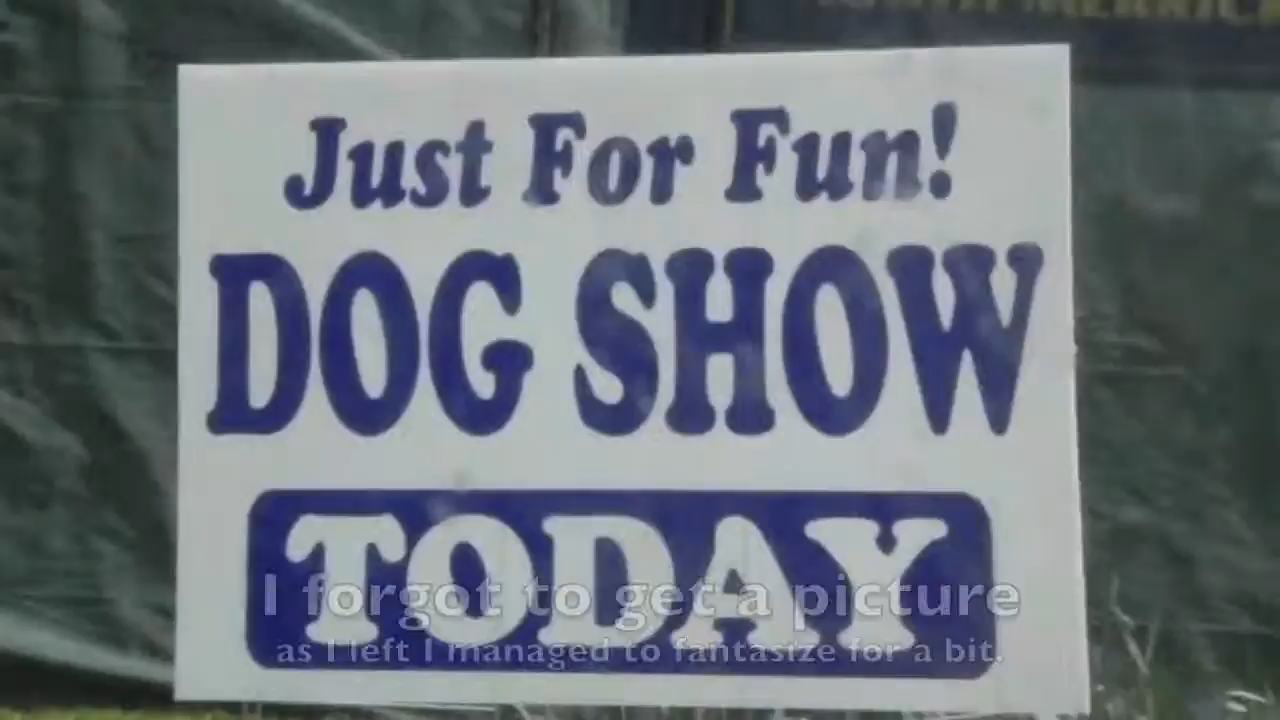 Just For Fun!
DOG SHOW
TODAY
I forgot to get a picture
as I left I managed to fantasize for a bit.